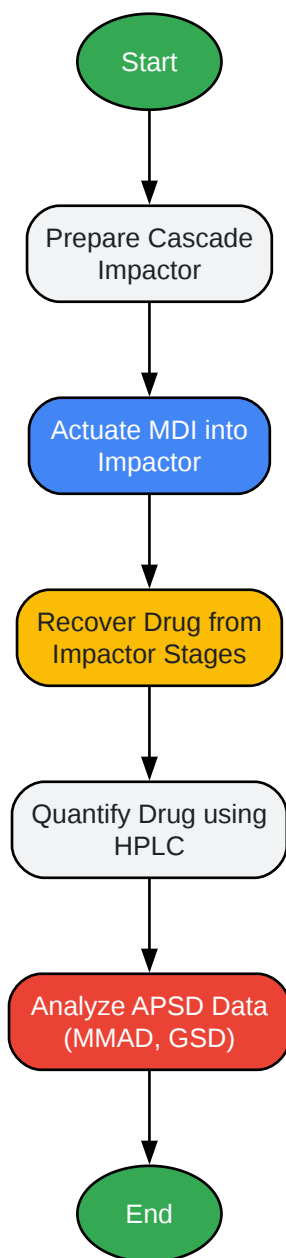 Start
Prepare Cascade
Impactor
Actuate MDI into
Impactor
Recover Drug from
Impactor Stages
Quantify Drug using
HPLC
Analyze APSD Data
(MMAD, GSD)
End